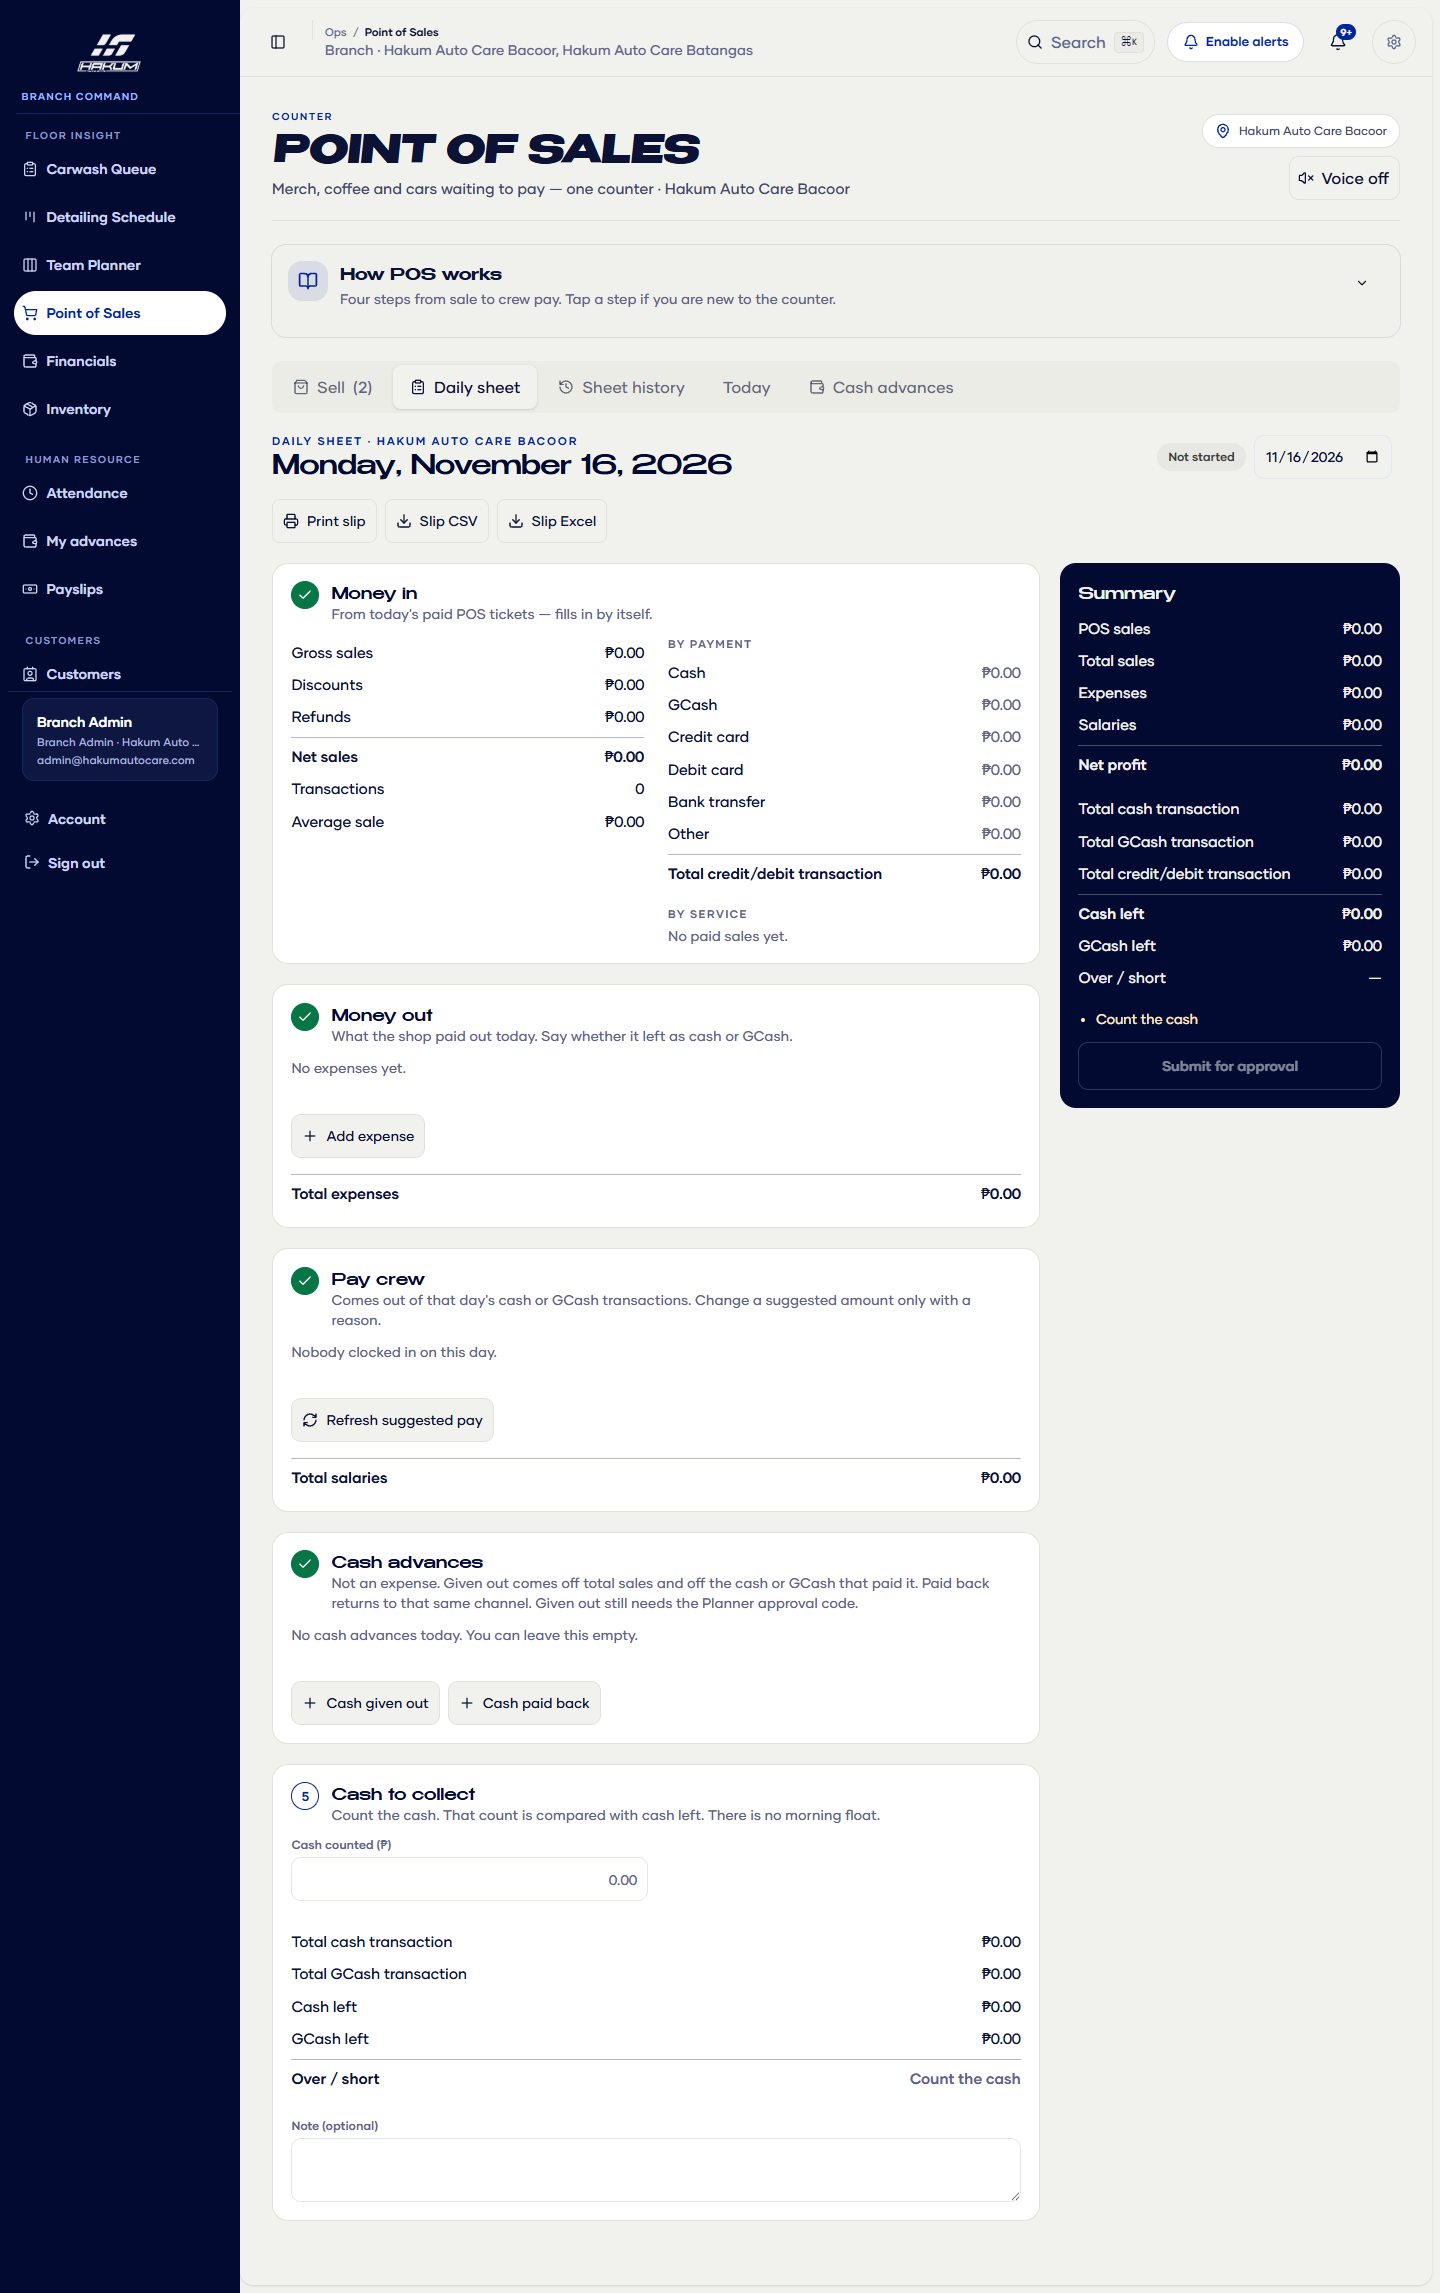 HAKUM
BRANCH COMMAND
FLOOR INSIGHT
Carwash Queue
Detailing Schedule
Team Planner
Point of Sales
Financials
Inventory
HUMAN RESOURCE
Attendance
My advances
Payslips
CUSTOMERS
Customers
Branch Admin
Branch Admin · Hakum Auto ...
admin@hakumautocare.com
Account
Sign out
Ops / Point of Sales
Branch · Hakum Auto Care Bacoor, Hakum Auto Care Batangas
Search ⌘K
Enable alerts
9+
COUNTER
POINT OF SALES
Merch, coffee and cars waiting to pay — one counter · Hakum Auto Care Bacoor
Hakum Auto Care Bacoor
Voice off
How POS works
Four steps from sale to crew pay. Tap a step if you are new to the counter.
Sell (2)
Daily sheet
Sheet history
Today
Cash advances
DAILY SHEET · HAKUM AUTO CARE BACOOR
Monday, November 16, 2026
Not started
11/16/2026
Print slip
Slip CSV
Slip Excel
Money in
From today's paid POS tickets — fills in by itself.
Gross sales ₱0.00
Discounts ₱0.00
Refunds ₱0.00
Net sales ₱0.00
Transactions 0
Average sale ₱0.00
BY PAYMENT
Cash ₱0.00
GCash ₱0.00
Credit card ₱0.00
Debit card ₱0.00
Bank transfer ₱0.00
Other ₱0.00
Total credit/debit transaction ₱0.00
BY SERVICE
No paid sales yet.
Money out
What the shop paid out today. Say whether it left as cash or GCash.
No expenses yet.
Add expense
Total expenses ₱0.00
Pay crew
Comes out of that day's cash or GCash transactions. Change a suggested amount only with a
reason.
Nobody clocked in on this day.
Refresh suggested pay
Total salaries ₱0.00
Cash advances
Not an expense. Given out comes off total sales and off the cash or GCash that paid it. Paid back
returns to that same channel. Given out still needs the Planner approval code.
No cash advances today. You can leave this empty.
Cash given out
Cash paid back
5
Cash to collect
Count the cash. That count is compared with cash left. There is no morning float.
Cash counted (₱)
0.00
Total cash transaction ₱0.00
Total GCash transaction ₱0.00
Cash left ₱0.00
GCash left ₱0.00
Over / short Count the cash
Note (optional)
Summary
POS sales ₱0.00
Total sales ₱0.00
Expenses ₱0.00
Salaries ₱0.00
Net profit ₱0.00
Total cash transaction ₱0.00
Total GCash transaction ₱0.00
Total credit/debit transaction ₱0.00
Cash left ₱0.00
GCash left ₱0.00
Over / short —
• Count the cash
Submit for approval